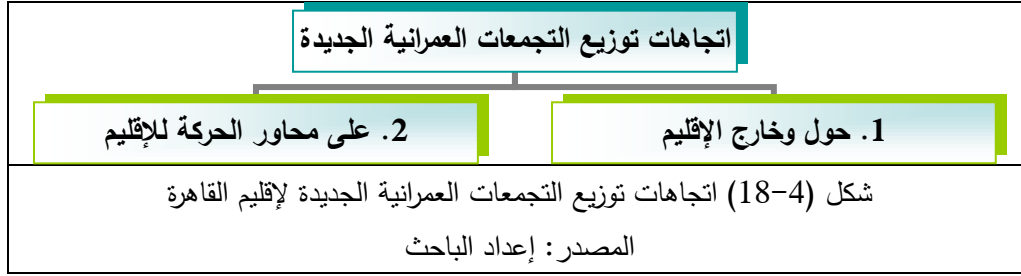 اتجاهات توزيع التجمعات العمرانية الجديدة
1. حول وخارج الإقليم
2. على محاور الحركة للإقليم
شكل (4-18) اتجاهات توزيع التجمعات العمرانية الجديدة لإقليم القاهرة
المصدر: إعداد الباحث